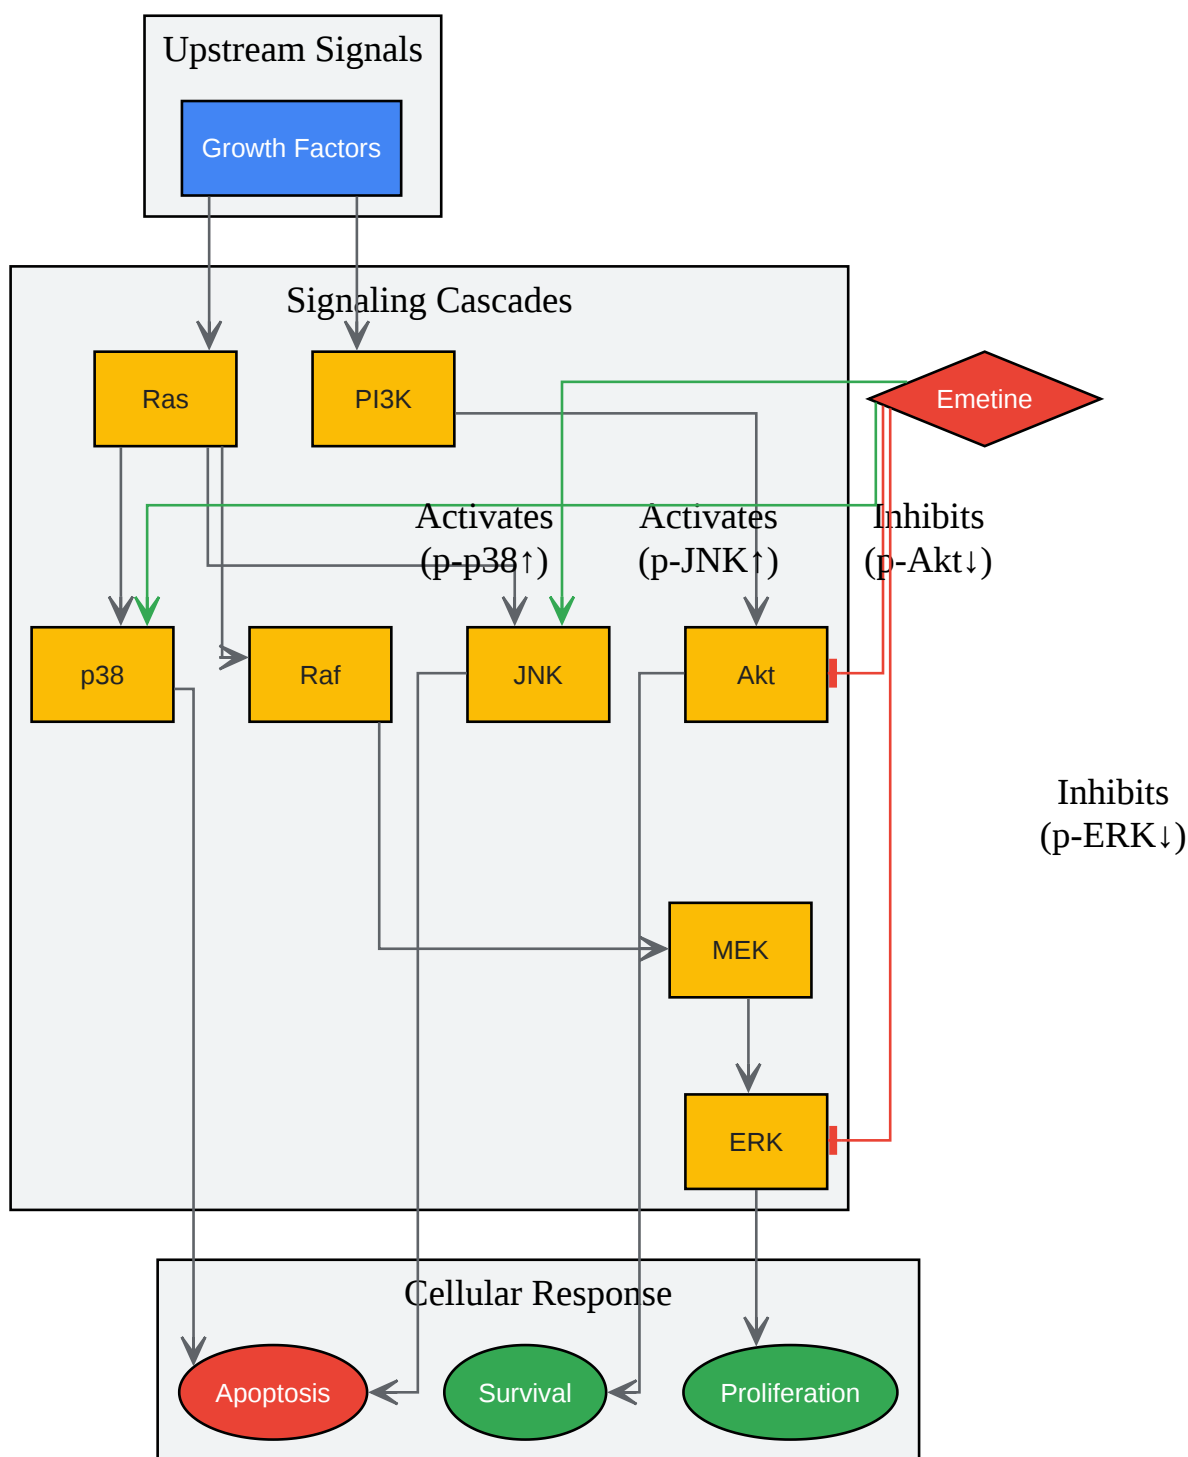 Upstream Signals
Growth Factors
Signaling Cascades
Ras
PI3K
Emetine
Activates
(p-p38↑)
Activates
(p-JNK↑)
Inhibits
(p-Akt↓)
p38
Raf
JNK
Akt
Inhibits
(p-ERK↓)
MEK
ERK
Cellular Response
Apoptosis
Survival
Proliferation